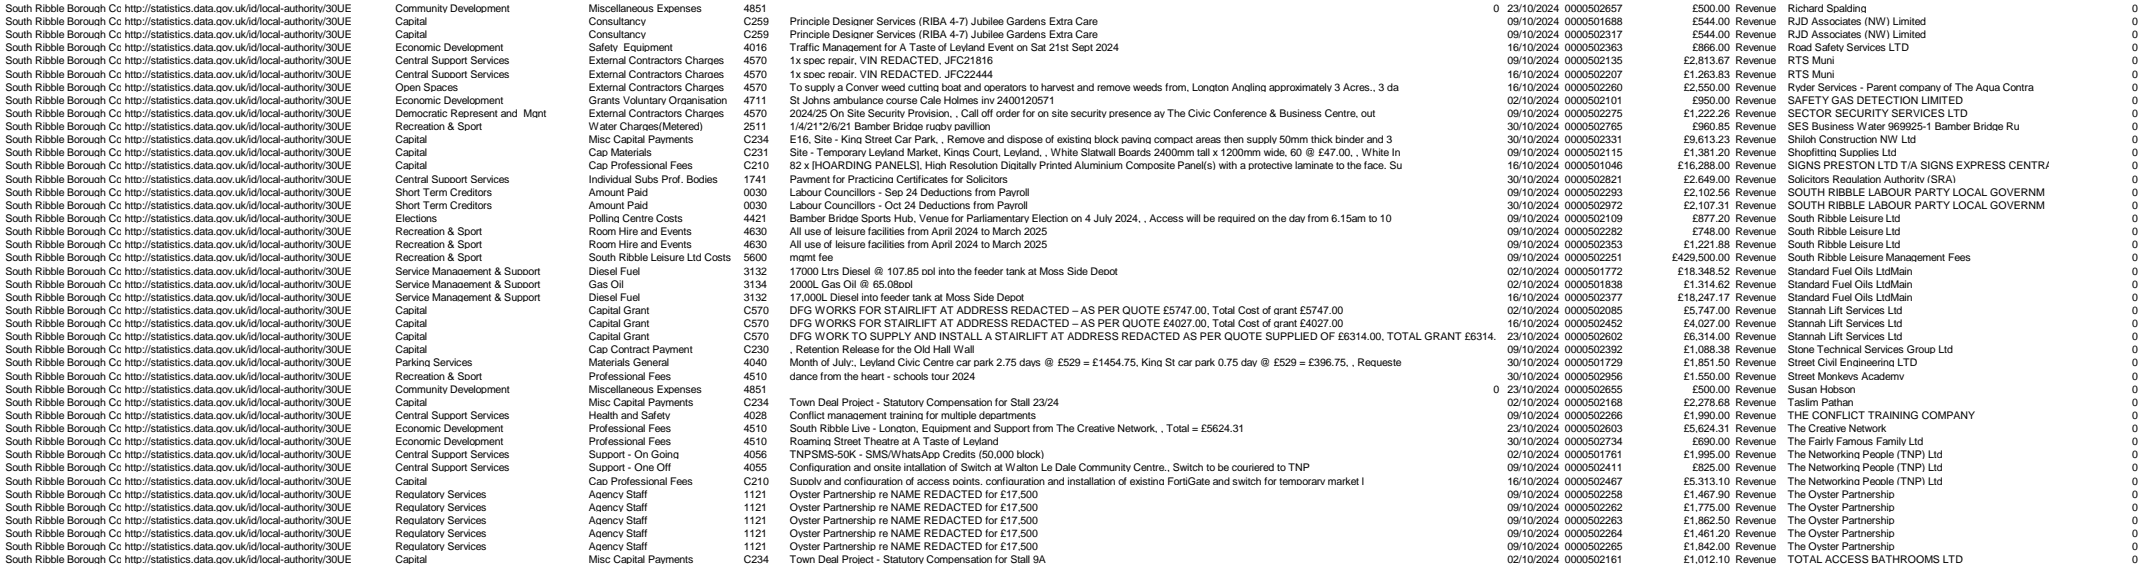 South Ribble Borough Cc http://statistics.data.gov.uk/id/local-authority/30UE Community Development Miscellaneous Expenses 4851 0 23/10/2024 0000502657 £500.00 Revenue Richard Spalding 0
South Ribble Borough Cc http://statistics.data.gov.uk/id/local-authority/30UE Capital Consultancy C259 Principle Designer Services (RIBA 4-7) Jubilee Gardens Extra Care 09/10/2024 0000501688 £544.00 Revenue RJD Associates (NW) Limited 0
South Ribble Borough Cc http://statistics.data.gov.uk/id/local-authority/30UE Capital Consultancy C259 Principle Designer Services (RIBA 4-7) Jubilee Gardens Extra Care 09/10/2024 0000502317 £544.00 Revenue RJD Associates (NW) Limited 0
South Ribble Borough Cc http://statistics.data.gov.uk/id/local-authority/30UE Economic Development Safety Equipment 4016 Traffic Management for A Taste of Leyland Event on Sat 21st Sept 2024 16/10/2024 0000502363 £866.00 Revenue Road Safety Services LTD 0
South Ribble Borough Cc http://statistics.data.gov.uk/id/local-authority/30UE Central Support Services External Contractors Charges 4570 1x spec repair, VIN REDACTED, JFC21816 09/10/2024 0000502135 £2,813.67 Revenue RTS Muni 0
South Ribble Borough Cc http://statistics.data.gov.uk/id/local-authority/30UE Central Support Services External Contractors Charges 4570 1x spec repair. VIN REDACTED. JFC22444 16/10/2024 0000502207 £1.263.83 Revenue RTS Muni 0
South Ribble Borough Cc http://statistics.data.gov.uk/id/local-authority/30UE Open Spaces External Contractors Charges 4570 To supply a Conver weed cutting boat and operators to harvest and remove weeds from, Longton Angling approximately 3 Acres., 3 da 16/10/2024 0000502260 £2,550.00 Revenue Ryder Services - Parent company of The Aqua Contra 0
South Ribble Borough Cc http://statistics.data.gov.uk/id/local-authority/30UE Economic Development Grants Voluntary Organisation 4711 St Johns ambulance course Cale Holmes inv 2400120571 02/10/2024 0000502101 £950.00 Revenue SAFETY GAS DETECTION LIMITED 0
South Ribble Borough Cc http://statistics.data.gov.uk/id/local-authority/30UE Democratic Represent and Mgnt External Contractors Charges 4570 2024/25 On Site Security Provision, , Call off order for on site security presence ay The Civic Conference & Business Centre, out 09/10/2024 0000502275 £1,222.26 Revenue SECTOR SECURITY SERVICES LTD 0
South Ribble Borough Cc http://statistics.data.gov.uk/id/local-authority/30UE Recreation & Sport Water Charges(Metered) 2511 1/4/21*2/6/21 Bamber Bridge rugby pavillion 30/10/2024 0000502765 £960.85 Revenue SES Business Water 969925-1 Bamber Bridge Ru 0
South Ribble Borough Cc http://statistics.data.gov.uk/id/local-authority/30UE Capital Misc Capital Payments C234 E16, Site - King Street Car Park, , Remove and dispose of existing block paving compact areas then supply 50mm thick binder and 3 30/10/2024 0000502331 £9,613.23 Revenue Shiloh Construction NW Ltd 0
South Ribble Borough Cc http://statistics.data.gov.uk/id/local-authority/30UE Capital Cap Materials C231 Site - Temporary Leyland Market, Kings Court, Leyland, , White Slatwall Boards 2400mm tall x 1200mm wide, 60 @ £47.00, , White In 09/10/2024 0000502115 £1,381.20 Revenue Shopfitting Supplies Ltd 0
South Ribble Borough Cc http://statistics.data.gov.uk/id/local-authority/30UE Capital Cap Professional Fees C210 82 x [HOARDING PANELS], High Resolution Digitally Printed Aluminium Composite Panel(s) with a protective laminate to the face. Su 16/10/2024 0000501046 £16,288.00 Revenue SIGNS PRESTON LTD T/A SIGNS EXPRESS CENTRA 0
South Ribble Borough Cc http://statistics.data.gov.uk/id/local-authority/30UE Central Support Services Individual Subs Prof. Bodies 1741 Payment for Practicing Certificates for Solicitors 30/10/2024 0000502821 £2.649.00 Revenue Solicitors Regulation Authority (SRA) 0
South Ribble Borough Cc http://statistics.data.gov.uk/id/local-authority/30UE Short Term Creditors Amount Paid 0030 Labour Councillors - Sep 24 Deductions from Payroll 09/10/2024 0000502293 £2,102.56 Revenue SOUTH RIBBLE LABOUR PARTY LOCAL GOVERNM 0
South Ribble Borough Cc http://statistics.data.gov.uk/id/local-authority/30UE Short Term Creditors Amount Paid 0030 Labour Councillors - Oct 24 Deductions from Payroll 30/10/2024 0000502972 £2,107.31 Revenue SOUTH RIBBLE LABOUR PARTY LOCAL GOVERNM 0
South Ribble Borough Cc http://statistics.data.gov.uk/id/local-authority/30UE Elections Polling Centre Costs 4421 Bamber Bridge Sports Hub, Venue for Parliamentary Election on 4 July 2024, , Access will be required on the day from 6.15am to 10 09/10/2024 0000502109 £877.20 Revenue South Ribble Leisure Ltd 0
South Ribble Borough Cc http://statistics.data.gov.uk/id/local-authority/30UE Recreation & Sport Room Hire and Events 4630 All use of leisure facilities from April 2024 to March 2025 09/10/2024 0000502282 £748.00 Revenue South Ribble Leisure Ltd 0
South Ribble Borough Cc http://statistics.data.gov.uk/id/local-authority/30UE Recreation & Sport Room Hire and Events 4630 All use of leisure facilities from April 2024 to March 2025 09/10/2024 0000502353 £1,221.88 Revenue South Ribble Leisure Ltd 0
South Ribble Borough Cc http://statistics.data.gov.uk/id/local-authority/30UE Recreation & Sport South Ribble Leisure Ltd Costs 5600 mgmt fee 09/10/2024 0000502251 £429,500.00 Revenue South Ribble Leisure Management Fees 0
South Ribble Borough Cc http://statistics.data.gov.uk/id/local-authority/30UE Service Management & Support Diesel Fuel 3132 17000 Ltrs Diesel @ 107.85 ppl into the feeder tank at Moss Side Depot 02/10/2024 0000501772 £18.348.52 Revenue Standard Fuel Oils LtdMain 0
South Ribble Borough Cc http://statistics.data.gov.uk/id/local-authority/30UE Service Management & Support Gas Oil 3134 2000L Gas Oil @ 65.08ppl 02/10/2024 0000501838 £1.314.62 Revenue Standard Fuel Oils LtdMain 0
South Ribble Borough Cc http://statistics.data.gov.uk/id/local-authority/30UE Service Management & Support Diesel Fuel 3132 17,000L Diesel into feeder tank at Moss Side Depot 16/10/2024 0000502377 £18,247.17 Revenue Standard Fuel Oils LtdMain 0
South Ribble Borough Cc http://statistics.data.gov.uk/id/local-authority/30UE Capital Capital Grant C570 DFG WORKS FOR STAIRLIFT AT ADDRESS REDACTED – AS PER QUOTE £5747.00, Total Cost of grant £5747.00 02/10/2024 0000502085 £5,747.00 Revenue Stannah Lift Services Ltd 0
South Ribble Borough Cc http://statistics.data.gov.uk/id/local-authority/30UE Capital Capital Grant C570 DFG WORKS FOR STAIRLIFT AT ADDRESS REDACTED – AS PER QUOTE £4027.00, Total Cost of grant £4027.00 16/10/2024 0000502452 £4,027.00 Revenue Stannah Lift Services Ltd 0
South Ribble Borough Cc http://statistics.data.gov.uk/id/local-authority/30UE Capital Capital Grant C570 DFG WORK TO SUPPLY AND INSTALL A STAIRLIFT AT ADDRESS REDACTED AS PER QUOTE SUPPLIED OF £6314.00, TOTAL GRANT £6314. 23/10/2024 0000502602 £6,314.00 Revenue Stannah Lift Services Ltd 0
South Ribble Borough Cc http://statistics.data.gov.uk/id/local-authority/30UE Capital Cap Contract Payment C230 , Retention Release for the Old Hall Wall 09/10/2024 0000502392 £1,088.38 Revenue Stone Technical Services Group Ltd 0
South Ribble Borough Cc http://statistics.data.gov.uk/id/local-authority/30UE Parking Services Materials General 4040 Month of July:, Leyland Civic Centre car park 2.75 days @ £529 = £1454.75, King St car park 0.75 day @ £529 = £396.75, , Requeste 30/10/2024 0000501729 £1,851.50 Revenue Street Civil Engineering LTD 0
South Ribble Borough Cc http://statistics.data.gov.uk/id/local-authority/30UE Recreation & Sport Professional Fees 4510 dance from the heart - schools tour 2024 30/10/2024 0000502956 £1.550.00 Revenue Street Monkeys Academy 0
South Ribble Borough Cc http://statistics.data.gov.uk/id/local-authority/30UE Community Development Miscellaneous Expenses 4851 0 23/10/2024 0000502655 £500.00 Revenue Susan Hobson 0
South Ribble Borough Cc http://statistics.data.gov.uk/id/local-authority/30UE Capital Misc Capital Payments C234 Town Deal Project - Statutory Compensation for Stall 23/24 02/10/2024 0000502168 £2,278.68 Revenue Taslim Pathan 0
South Ribble Borough Cc http://statistics.data.gov.uk/id/local-authority/30UE Central Support Services Health and Safety 4028 Conflict management training for multiple departments 09/10/2024 0000502266 £1,990.00 Revenue THE CONFLICT TRAINING COMPANY 0
South Ribble Borough Cc http://statistics.data.gov.uk/id/local-authority/30UE Economic Development Professional Fees 4510 South Ribble Live - Longton, Equipment and Support from The Creative Network, , Total = £5624.31 23/10/2024 0000502603 £5,624.31 Revenue The Creative Network 0
South Ribble Borough Cc http://statistics.data.gov.uk/id/local-authority/30UE Economic Development Professional Fees 4510 Roaming Street Theatre at A Taste of Leyland 30/10/2024 0000502734 £690.00 Revenue The Fairly Famous Family Ltd 0
South Ribble Borough Cc http://statistics.data.gov.uk/id/local-authority/30UE Central Support Services Support - On Going 4056 TNPSMS-50K - SMS/WhatsApp Credits (50,000 block) 02/10/2024 0000501761 £1,995.00 Revenue The Networking People (TNP) Ltd 0
South Ribble Borough Cc http://statistics.data.gov.uk/id/local-authority/30UE Central Support Services Support - One Off 4055 Configuration and onsite intallation of Switch at Walton Le Dale Community Centre., Switch to be couriered to TNP 09/10/2024 0000502411 £825.00 Revenue The Networking People (TNP) Ltd 0
South Ribble Borough Cc http://statistics.data.gov.uk/id/local-authority/30UE Capital Cap Professional Fees C210 Supply and configuration of access points. configuration and installation of existing FortiGate and switch for temporary market l 16/10/2024 0000502467 £5.313.10 Revenue The Networking People (TNP) Ltd 0
South Ribble Borough Cc http://statistics.data.gov.uk/id/local-authority/30UE Regulatory Services Agency Staff 1121 Oyster Partnership re NAME REDACTED for £17,500 09/10/2024 0000502258 £1,467.90 Revenue The Oyster Partnership 0
South Ribble Borough Cc http://statistics.data.gov.uk/id/local-authority/30UE Regulatory Services Agency Staff 1121 Oyster Partnership re NAME REDACTED for £17,500 09/10/2024 0000502262 £1,775.00 Revenue The Oyster Partnership 0
South Ribble Borough Cc http://statistics.data.gov.uk/id/local-authority/30UE Regulatory Services Agency Staff 1121 Oyster Partnership re NAME REDACTED for £17,500 09/10/2024 0000502263 £1,862.50 Revenue The Oyster Partnership 0
South Ribble Borough Cc http://statistics.data.gov.uk/id/local-authority/30UE Regulatory Services Agency Staff 1121 Oyster Partnership re NAME REDACTED for £17,500 09/10/2024 0000502264 £1,461.20 Revenue The Oyster Partnership 0
South Ribble Borough Cc http://statistics.data.gov.uk/id/local-authority/30UE Regulatory Services Agency Staff 1121 Oyster Partnership re NAME REDACTED for £17,500 09/10/2024 0000502265 £1,842.00 Revenue The Oyster Partnership 0
South Ribble Borough Cc http://statistics.data.gov.uk/id/local-authority/30UE Capital Misc Capital Payments C234 Town Deal Project - Statutory Compensation for Stall 9A 02/10/2024 0000502161 £1,012.10 Revenue TOTAL ACCESS BATHROOMS LTD 0